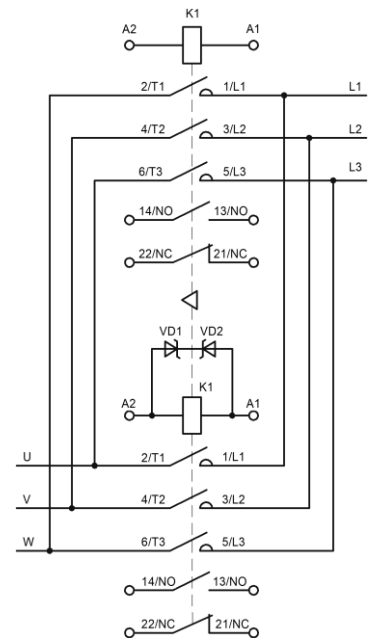 K1
A2 A1
2/T1 1/L1 L1
4/T2 3/L2 L2
6/T3 5/L3 L3
14/NO 13/NO
22/NC 21/NC
VD1 VD2
K1
A2 A1
U 2/T1 1/L1
V 4/T2 3/L2
W 6/T3 5/L3
14/NO 13/NO
22/NC 21/NC